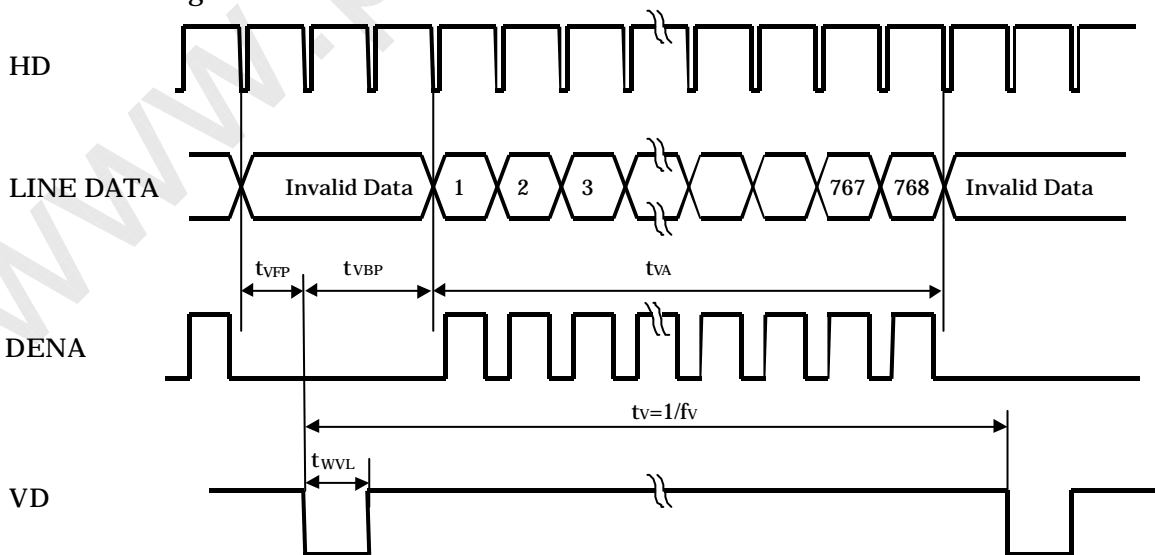 HD
LINE DATA
Invalid Data 1 2 3 767 768 Invalid Data
tVFP tVBP tVA
DENA
tV=1/fV
tWVL
VD